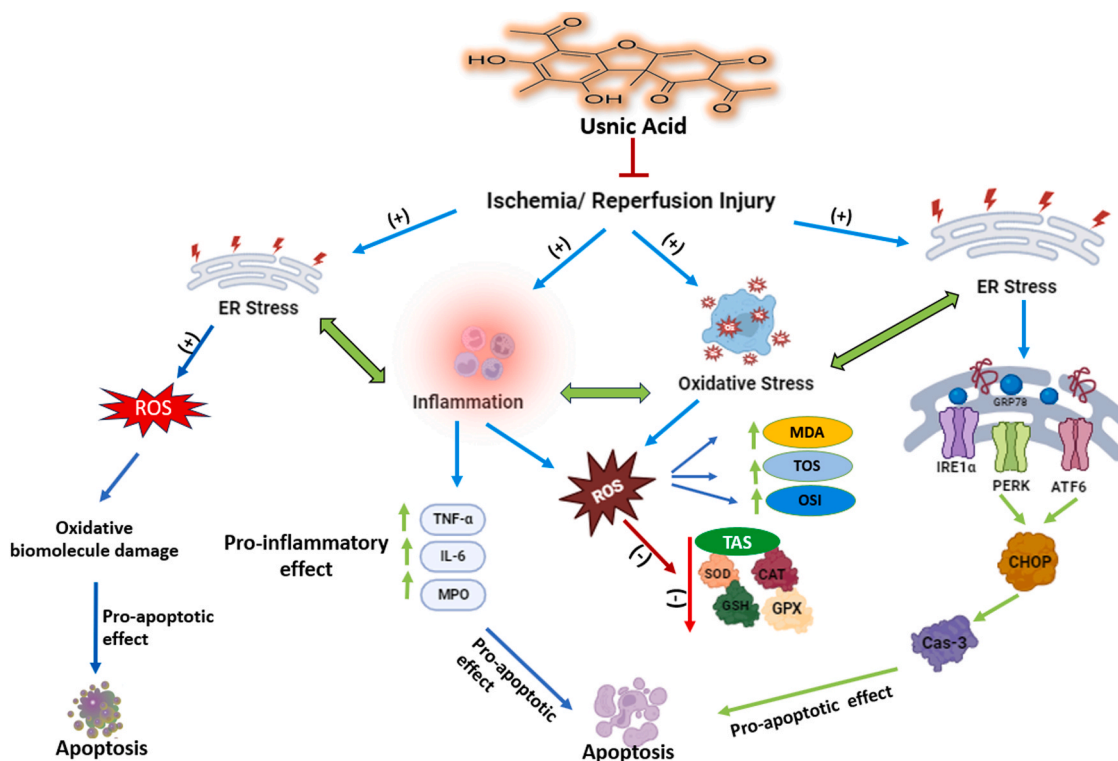 O
O
O
HO
OH
O
O
Usnic Acid
Ischemia/ Reperfusion Injury
(+)
(+)
(+)
(+)
ER Stress
ER Stress
(+)
Inflammation
Oxidative Stress
ROS
GRP78
IRE1α
PERK
ATF6
MDA
TOS
OSI
ROS
Oxidative
biomolecule damage
Pro-inflammatory
effect
TNF-α
IL-6
MPO
(-)
(-)
TAS
SOD
CAT
GSH
GPX
CHOP
Cas-3
Pro-apoptotic
effect
Pro-apoptotic
effect
Pro-apoptotic effect
Apoptosis
Apoptosis